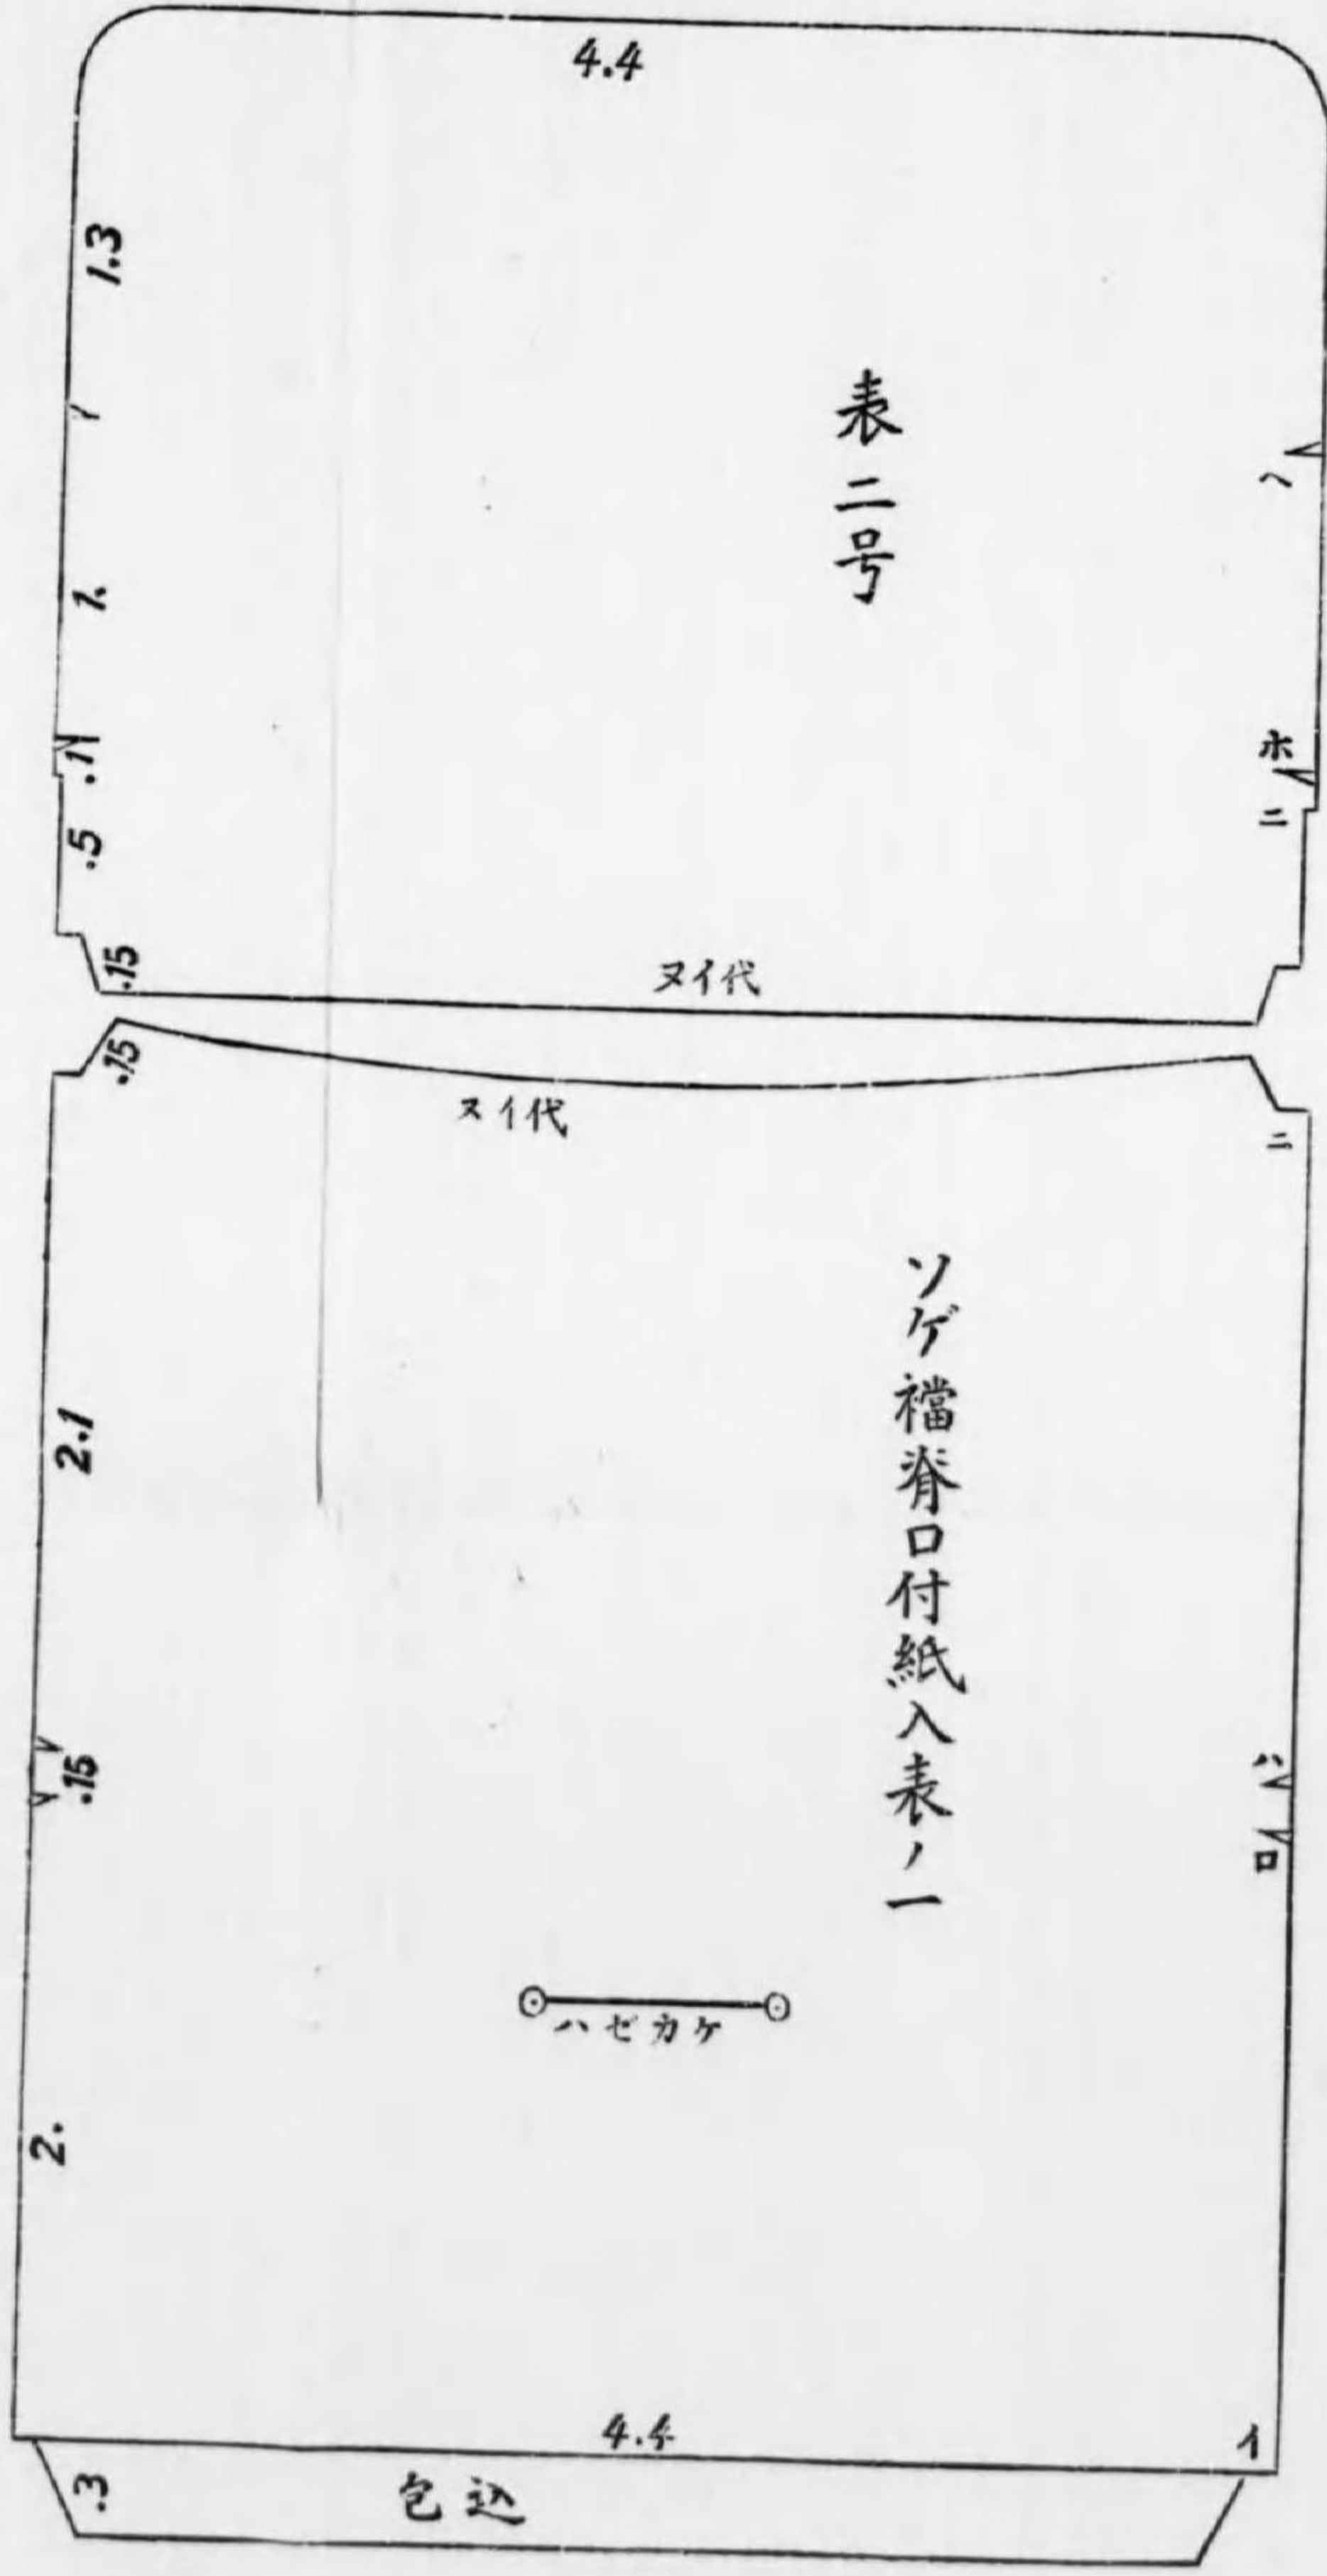 4.4
1.3
表二号
ヘ
1.
ホ
.1
ニ
.5
.15
ヌイ代
.15
ヌイ代
ニ
ソゲ襠脊口付紙入表ノ一
2.1
.15
ハ
ロ
ハゼカケ
2.
4.4
イ
.3
包込